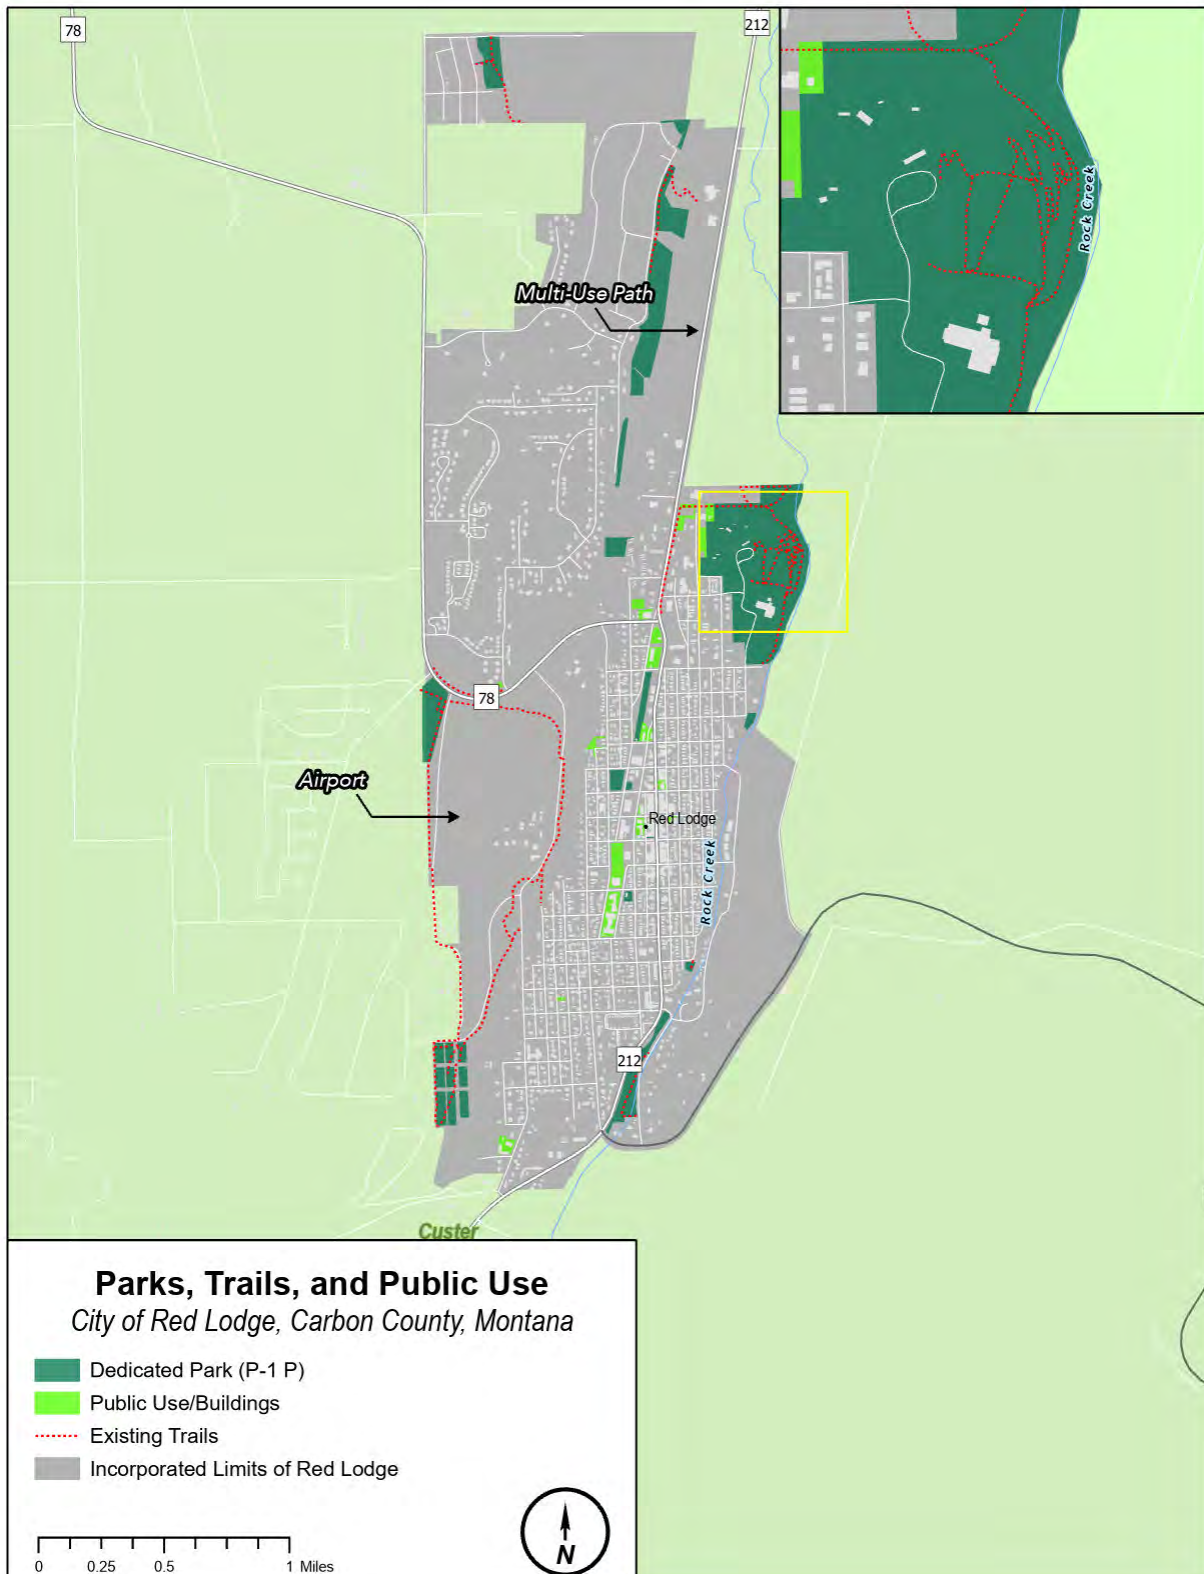 78
212
Rock Creek
Multi-Use Path
78
Airport
Red Lodge
Rock Creek
212
Custer
Parks, Trails, and Public Use
City of Red Lodge, Carbon County, Montana
Dedicated Park (P-1 P)
Public Use/Buildings
Existing Trails
Incorporated Limits of Red Lodge
0 0.25 0.5 1 Miles
N